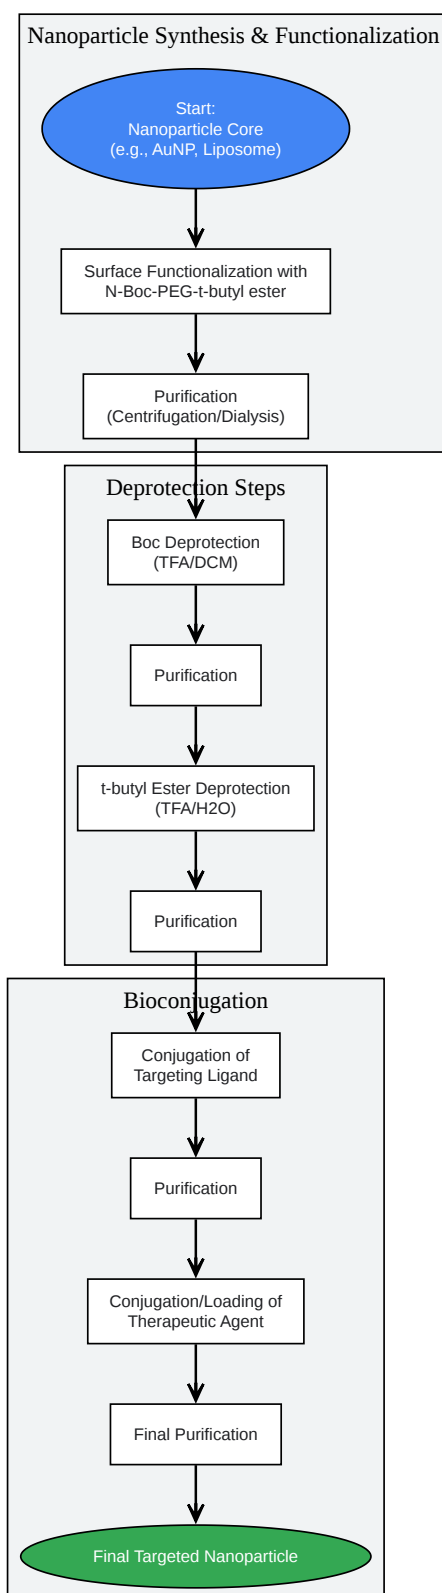 Nanoparticle Synthesis & Functionalization
Start:
Nanoparticle Core
(e.g., AuNP, Liposome)
Surface Functionalization with
N-Boc-PEG-t-butyl ester
Purification
(Centrifugation/Dialysis)
Deprotection Steps
Boc Deprotection
(TFA/DCM)
Purification
t-butyl Ester Deprotection
(TFA/H2O)
Purification
Bioconjugation
Conjugation of
Targeting Ligand
Purification
Conjugation/Loading of
Therapeutic Agent
Final Purification
Final Targeted Nanoparticle